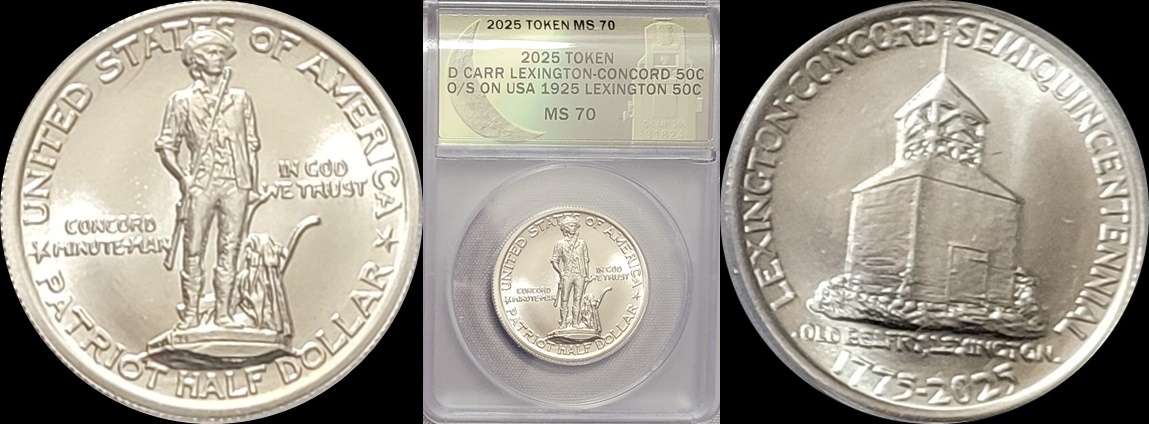 UNITED STATES OF AMERICA
IN GOD
WE TRUST
CONCORD
MINUTE-MAN
PATRIOT HALF DOLLAR
2025 TOKEN MS 70
2025 TOKEN
D CARR LEXINGTON-CONCORD 50C
O/S ON USA 1925 LEXINGTON 50C
MS 70
UNITED STATES OF AMERICA
IN GOD
WE TRUST
CONCORD
MINUTE-MAN
PATRIOT HALF DOLLAR
LEXINGTON-CONCORD SEMIQUINCENTENNIAL
OLD BELFRY, LEXINGTON
1775-2025